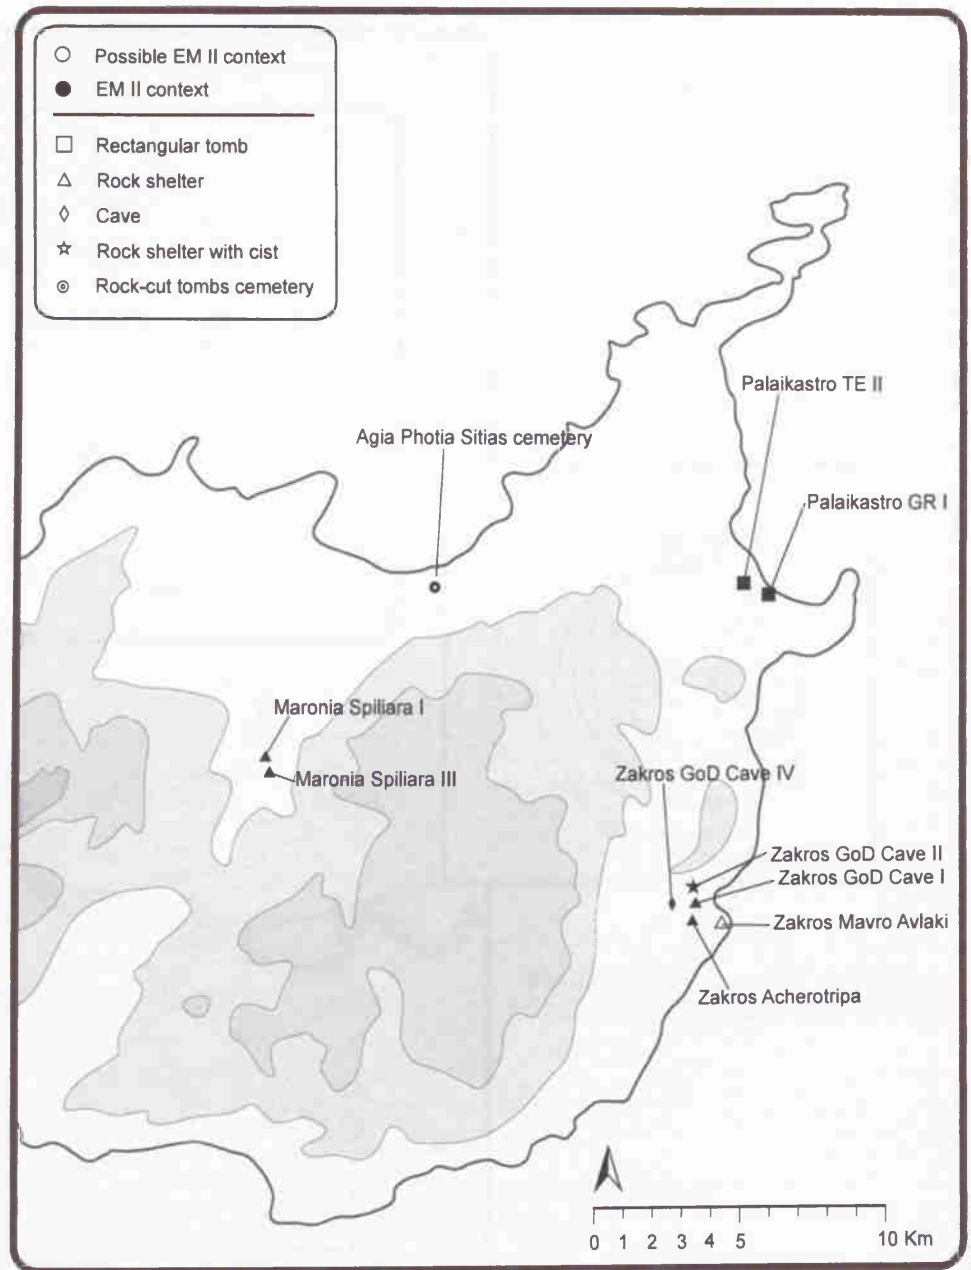 Possible EM II context
EM II context
Rectangular tomb
Rock shelter
Cave
Rock shelter with cist
Rock-cut tombs cemetery
Palaikastro TE II
Agia Photia Sitias cemetery
Palaikastro GR I
Maronia Spiliara I
Maronia Spiliara III
Zakros GoD Cave IV
Zakros GoD Cave II
Zakros GoD Cave I
Zakros Mavro Avlaki
Zakros Acherotripa
0 1 2 3 4 5 10 Km